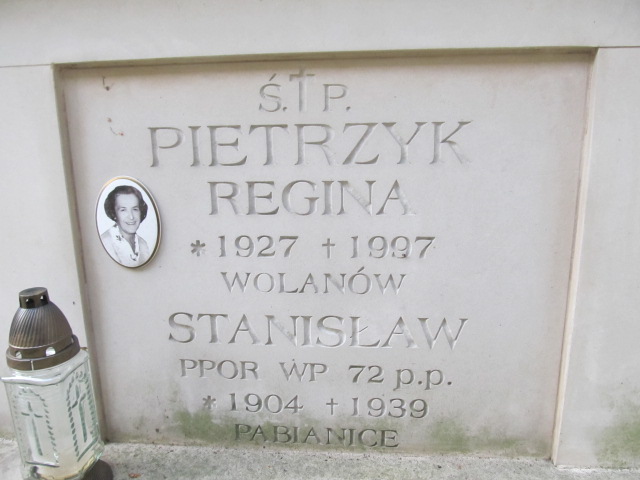 Ś.†P.
PIETRZYK
REGINA
* 1927 † 1997
WOLANÓW
STANISŁAW
PPOR WP 72 p.p.
* 1904 † 1939
PABIANICE